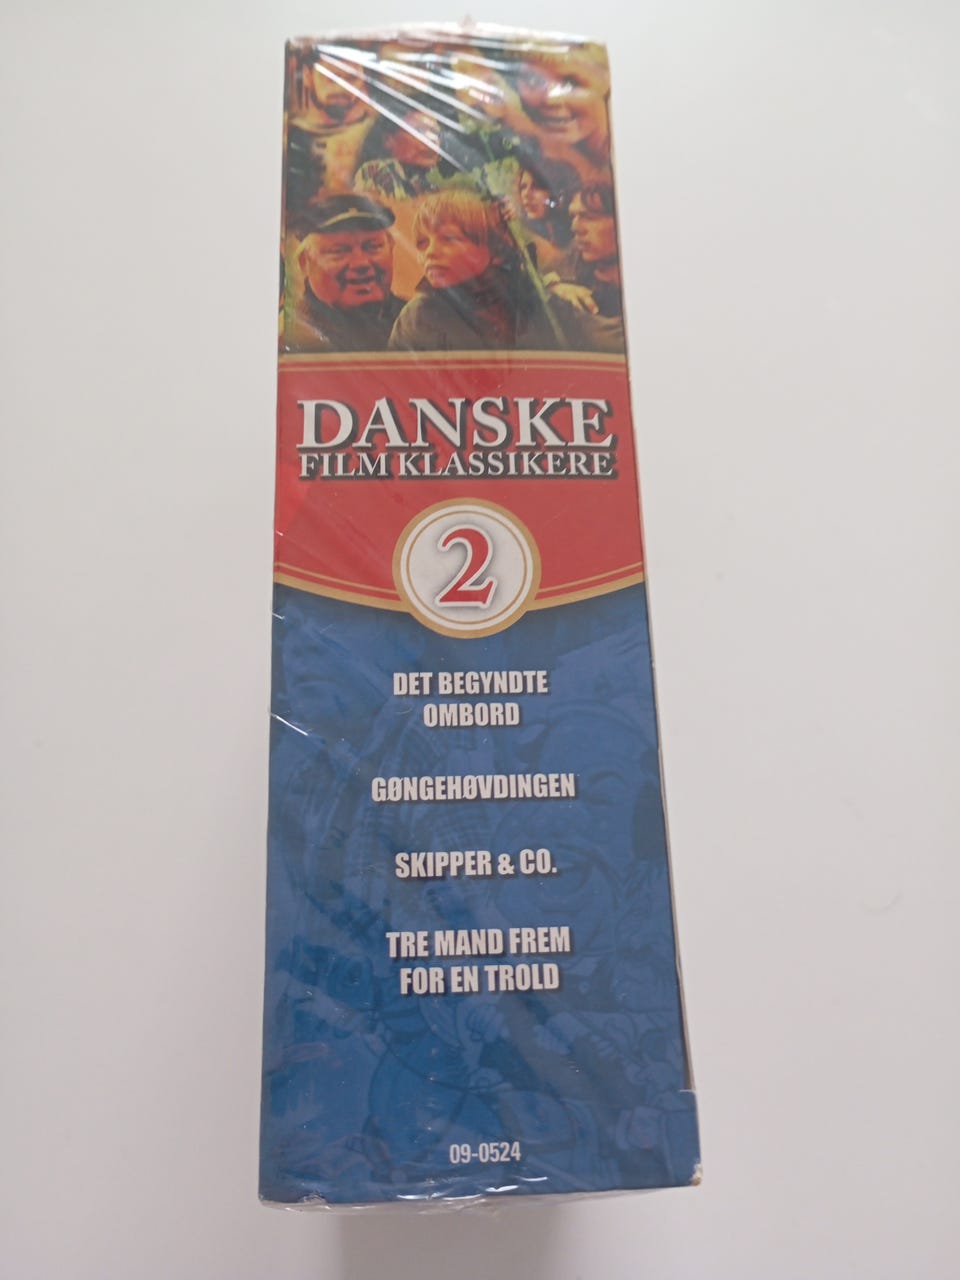 DANSKE
FILM KLASSIKERE
2
DET BEGYNDTE
OMBORD
GØNGEHØVDINGEN
SKIPPER & CO.
TRE MAND FREM
FOR EN TROLD
09-0524